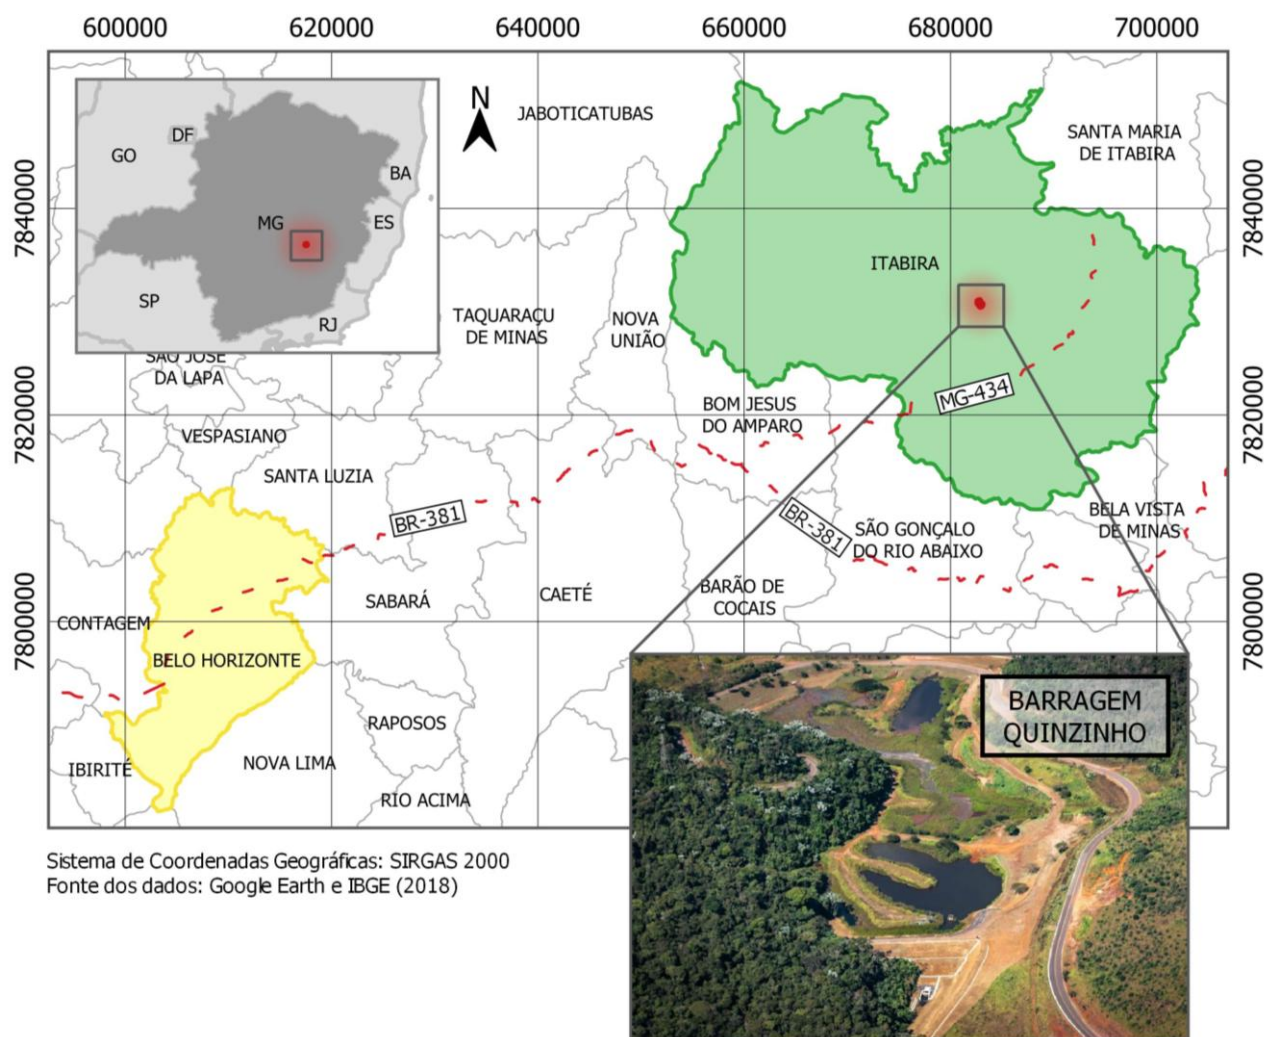 600000
620000
640000
660000
680000
700000
7840000
7820000
7800000
7840000
7820000
7800000
GO
DF
BA
MG
ES
SP
RJ
N
JABOTICATUBAS
SANTA MARIA
DE ITABIRA
ITABIRA
TAQUARAÇU
DE MINAS
NOVA
UNIÃO
SÃO JOSÉ
DA LAPA
VESPASIANO
SANTA LUZIA
BOM JESUS
DO AMPARO
MG-434
BR-381
BR-381
SÃO GONÇALO
DO RIO ABAIXO
BELA VISTA
DE MINAS
BARÃO DE
COCAIS
CAETÉ
SABARÁ
CONTAGEM
BELO HORIZONTE
RAPOSOS
NOVA LIMA
IBIRITÉ
RIO ACIMA
BARRAGEM
QUINZINHO
Sistema de Coordenadas Geográficas: SIRGAS 2000
Fonte dos dados: Google Earth e IBGE (2018)